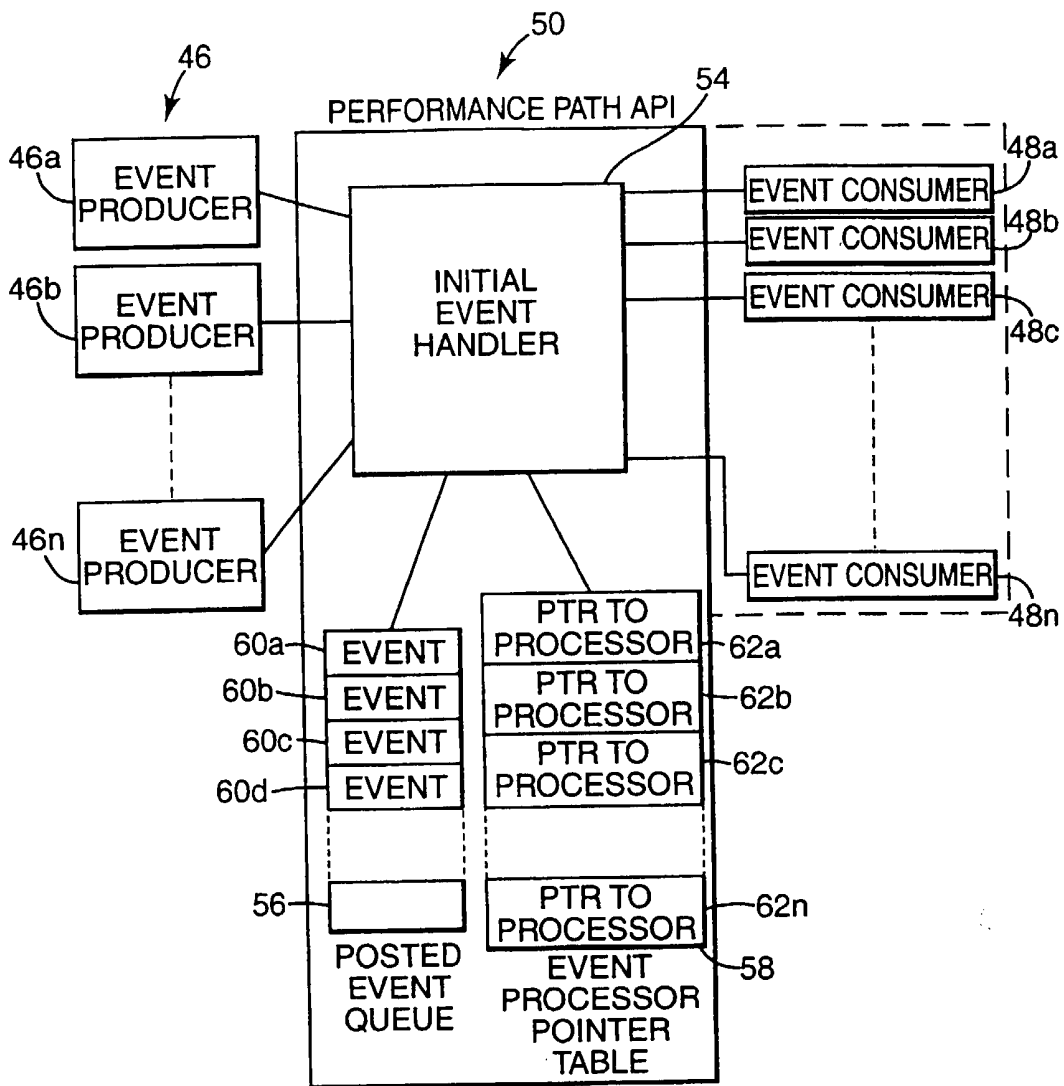 50
46
54
PERFORMANCE PATH API
46a
EVENT
PRODUCER
48a
EVENT CONSUMER
48b
EVENT CONSUMER
46b
EVENT
PRODUCER
INITIAL
EVENT
HANDLER
EVENT CONSUMER
48c
46n
EVENT
PRODUCER
EVENT CONSUMER
48n
60a
EVENT
60b
EVENT
60c
EVENT
60d
EVENT
PTR TO
PROCESSOR
62a
PTR TO
PROCESSOR
62b
PTR TO
PROCESSOR
62c
56
PTR TO
PROCESSOR
62n
58
POSTED
EVENT
QUEUE
EVENT
PROCESSOR
POINTER
TABLE